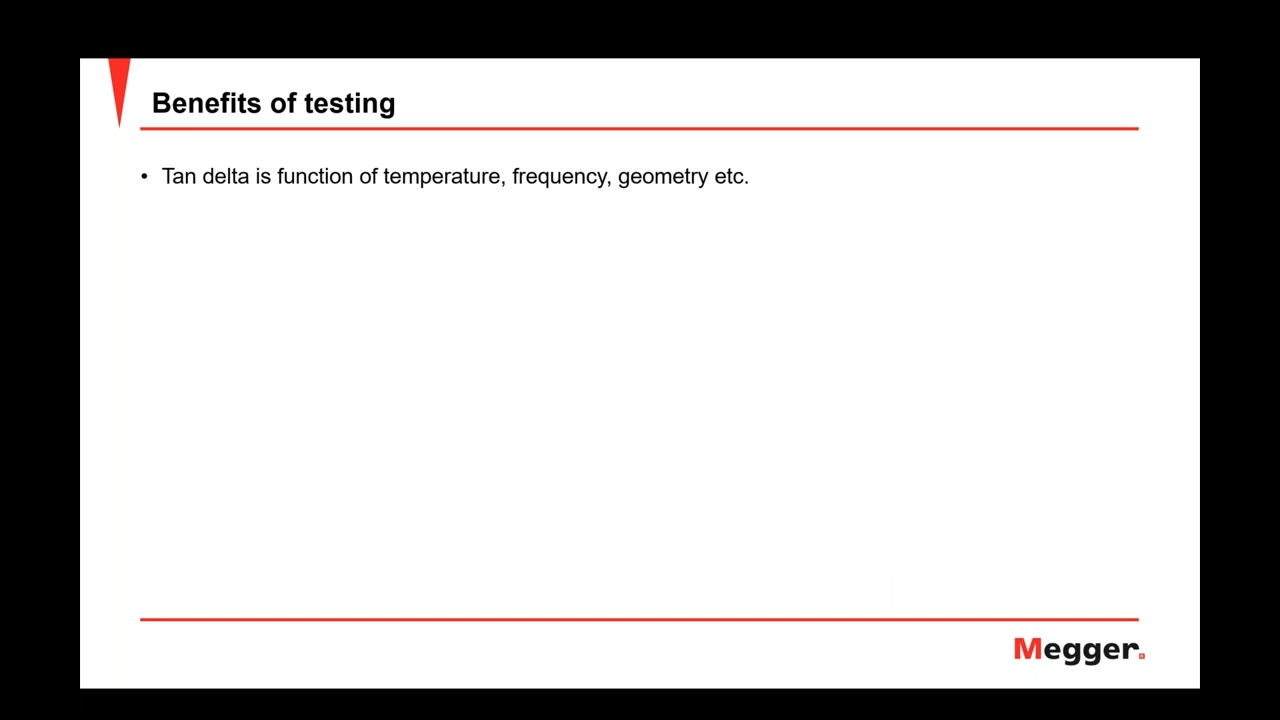 Benefits of testing
• Tan delta is function of temperature, frequency, geometry etc.
Megger.